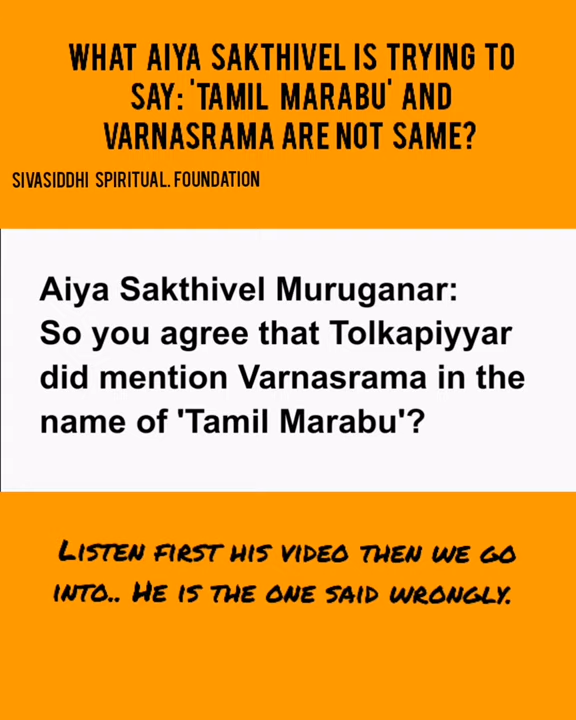 WHAT AIYA SAKTHIVEL IS TRYING TO
SAY: 'TAMIL MARABU' AND
VARNASRAMA ARE NOT SAME?
SIVASIDDHI SPIRITUAL. FOUNDATION
Aiya Sakthivel Muruganar:
So you agree that Tolkapiyyar
did mention Varnasrama in the
name of 'Tamil Marabu'?
LISTEN FIRST HIS VIDEO THEN WE GO
INTO.. HE IS THE ONE SAID WRONGLY.